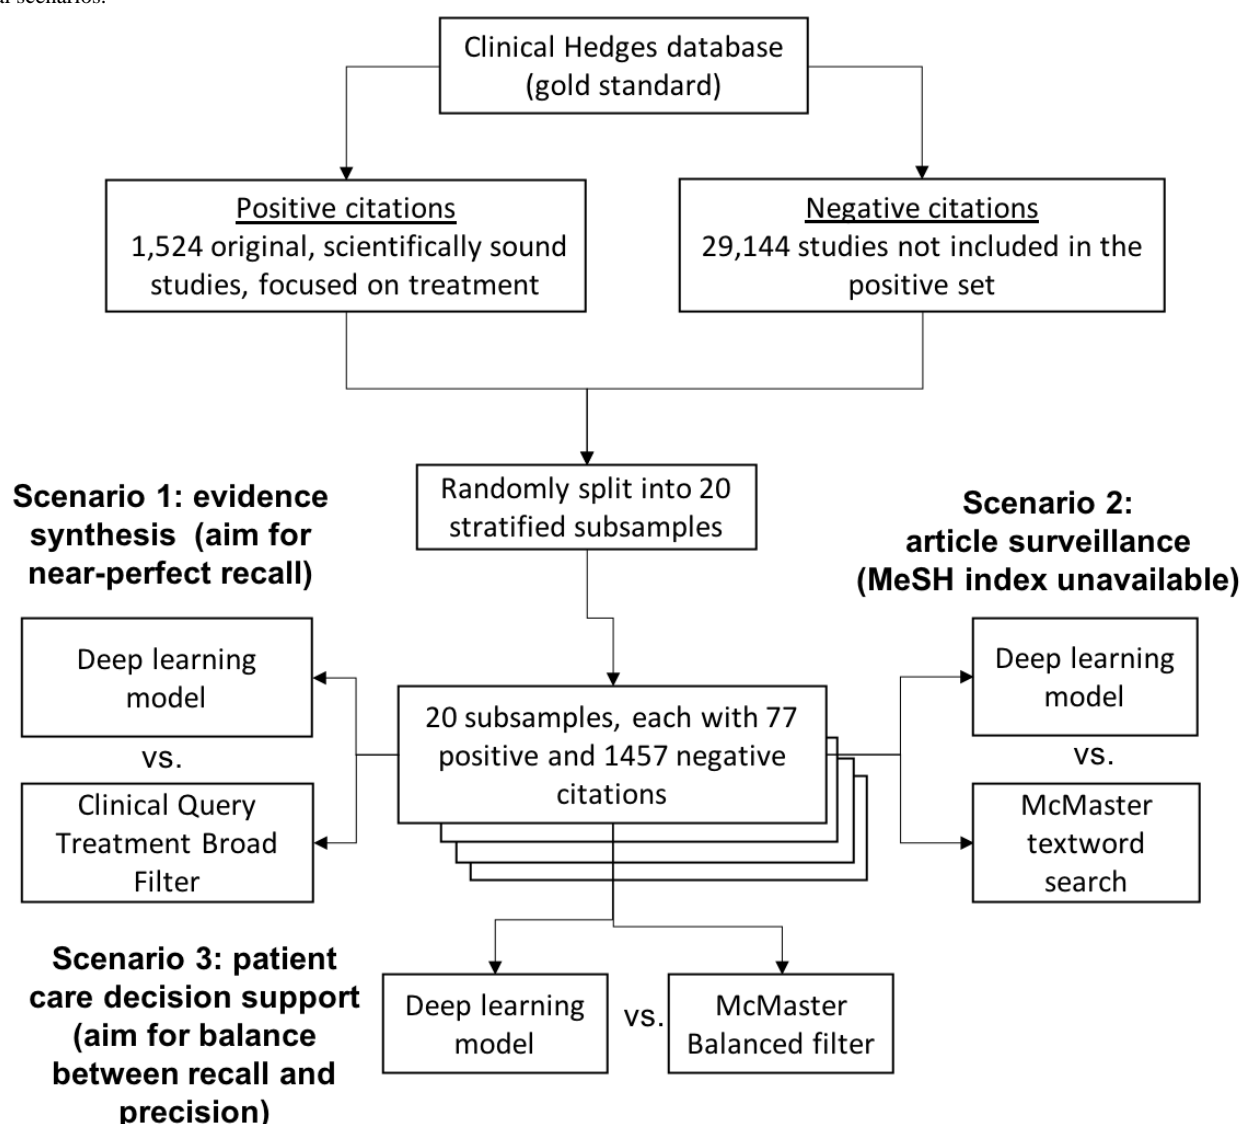 al scenarios.
Clinical Hedges database
(gold standard)
Positive citations
1,524 original, scientifically sound
studies, focused on treatment
Negative citations
29,144 studies not included in the
positive set
Randomly split into 20
stratified subsamples
Scenario 1: evidence
synthesis (aim for
near-perfect recall)
Scenario 2:
article surveillance
(MeSH index unavailable)
Deep learning
model
vs.
Clinical Query
Treatment Broad
Filter
20 subsamples, each with 77
positive and 1457 negative
citations
Deep learning
model
vs.
McMaster
textword
search
Scenario 3: patient
care decision support
(aim for balance
between recall and
precision)
Deep learning
model
vs.
McMaster
Balanced filter